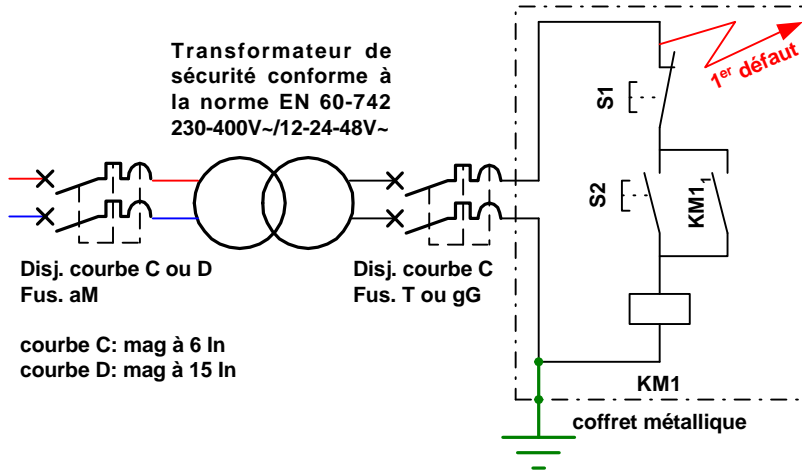 Transformateur de
sécurité conforme à
la norme EN 60-742
230-400V~/12-24-48V~
1er défaut
S1
S2
KM1 1
Disj. courbe C ou D
Fus. aM
Disj. courbe C
Fus. T ou gG
courbe C: mag à 6 In
courbe D: mag à 15 In
KM1
coffret métallique